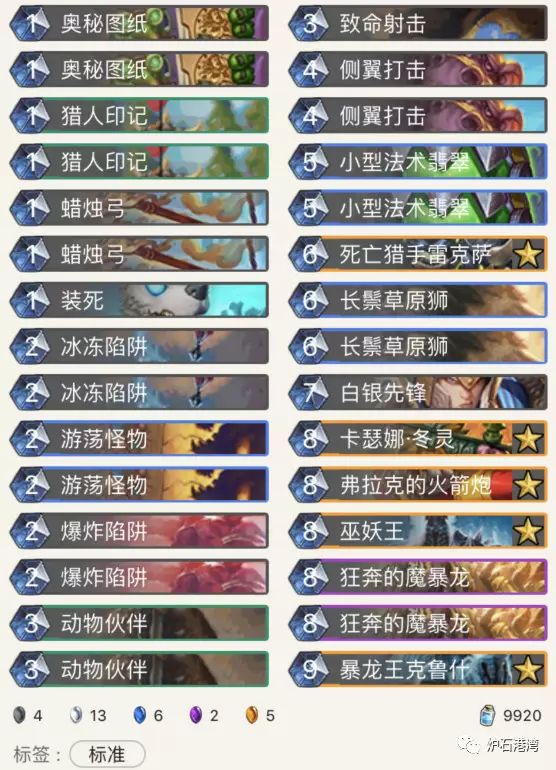 1 奥秘图纸
1 奥秘图纸
1 猎人印记
1 猎人印记
1 蜡烛弓
1 蜡烛弓
1 装死
2 冰冻陷阱
2 冰冻陷阱
2 游荡怪物
2 游荡怪物
2 爆炸陷阱
2 爆炸陷阱
3 动物伙伴
3 动物伙伴
3 致命射击
4 侧翼打击
4 侧翼打击
5 小型法术翡翠
5 小型法术翡翠
6 死亡猎手雷克萨
6 长鬃草原狮
6 长鬃草原狮
7 白银先锋
8 卡瑟娜·冬灵
8 弗拉克的火箭炮
8 巫妖王
8 狂奔的魔暴龙
8 狂奔的魔暴龙
9 暴龙王克鲁什
4 13 6 2 5 9920
标签： 标准
炉石港湾